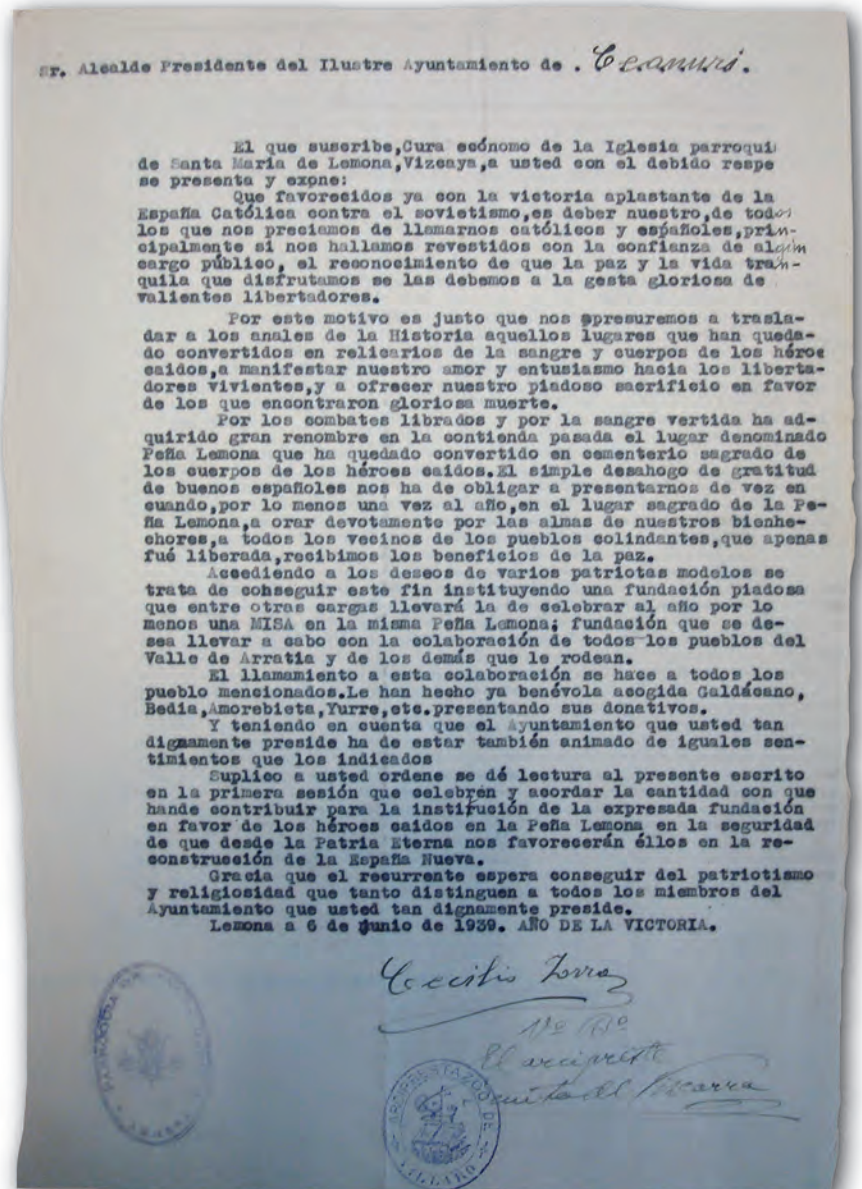 Sr. Alcalde Presidente del Ilustre Ayuntamiento de . Ceanuri.
El que suscribe,Cura ecónomo de la Iglesia parroqui
de Santa María de Lemona,Vizcaya,a usted con el debido respe
se presenta y expone:
Que favorecidos ya con la victoria aplastante de la
España Católica contra el sovietismo,es deber nuestro,de todos
los que nos preciamos de llamarnos católicos y españoles,prin-
cipalmente si nos hallamos revestidos con la confianza de algún
cargo público, el reconocimiento de que la paz y la vida tran-
quila que disfrutamos se las debemos a la gesta gloriosa de
valientes libertadores.
Por este motivo es justo que nos apresuremos a trasla-
dar a los anales de la Historia aquellos lugares que han queda-
do convertidos en relicarios de la sangre y cuerpos de los héroe
caidos,a manifestar nuestro amor y entusiasmo hacia los liberta-
dores vivientes,y a ofrecer nuestro piadoso sacrificio en favor
de los que encontraron gloriosa muerte.
Por los combates librados y por la sangre vertida ha ad-
quirido gran renombre en la contienda pasada el lugar denominado
Peña Lemona que ha quedado convertido en cementerio sagrado de
los cuerpos de los héroes caidos.El simple desahogo de gratitud
de buenos españoles nos ha de obligar a presentarnos de vez en
cuando,por lo menos una vez al año,en el lugar sagrado de la Pe-
ña Lemona,a orar devotamente por las almas de nuestros bienhe-
chores,a todos los vecinos de los pueblos colindantes,que apenas
fué liberada,recibimos los beneficios de la paz.
Accediendo a los deseos de varios patriotas modelos se
trata de conseguir este fin instituyendo una fundación piadosa
que entre otras cargas llevará la de celebrar al año por lo
menos una MISA en la misma Peña Lemona; fundación que se de-
sea llevar a cabo con la colaboración de todos los pueblos del
Valle de Arratia y de los demás que le rodean.
El llamamiento a esta colaboración se hace a todos los
pueblo mencionados.Le han hecho ya benévola acogida Galdácano,
Bedia,Amorebieta,Yurre,etc.presentando sus donativos.
Y teniendo en cuenta que el Ayuntamiento que usted tan
dignamente preside ha de estar también animado de iguales sen-
timientos que los indicados
Suplico a usted ordene se dé lectura al presente escrito
en la primera sesión que celebren y acordar la cantidad con que
hande contribuir para la institución de la expresada fundación
en favor de los héroes caidos en la Peña Lemona en la seguridad
de que desde la Patria Eterna nos favorecerán éllos en la re-
construcción de la España Nueva.
Gracia que el recurrente espera conseguir del patriotismo
y religiosidad que tanto distinguen a todos los miembros del
Ayuntamiento que usted tan dignamente preside.
Lemona a 6 de junio de 1939. AÑO DE LA VICTORIA.
Cecilio
Vº Bº
El arcipreste
PARROQUIA DE
ARCIPRESTAZGO DE
VILLARO